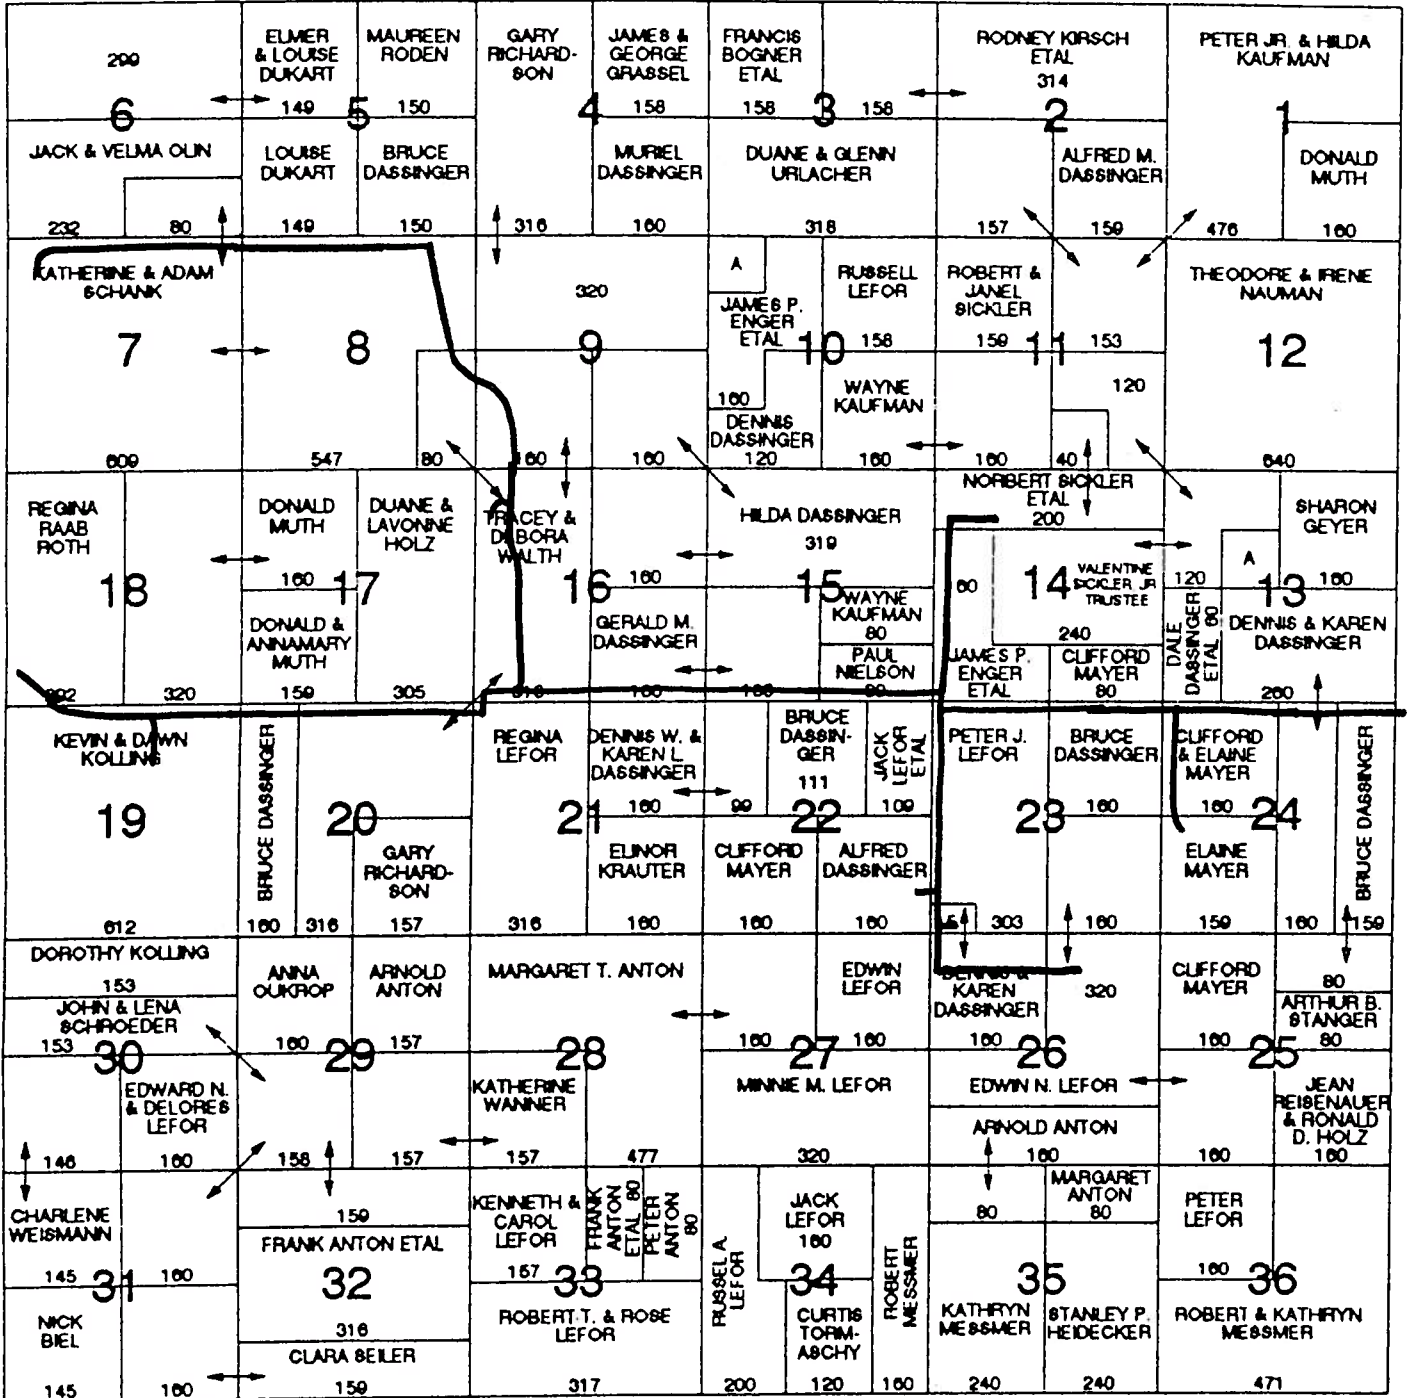 299
6
JACK & VELMA OLIN
232
80
ELMER
& LOUISE
DUKART
149
5
MAUREEN
RODEN
150
LOUISE
DUKART
149
BRUCE
DASSINGER
150
GARY
RICHARD-
SON
4
316
JAMES &
GEORGE
GRASSEL
158
MURIEL
DASSINGER
160
FRANCIS
BOGNER
ETAL
158
3
158
DUANE & GLENN
URLACHER
318
RODNEY KIRSCH
ETAL
314
2
157
ALFRED M.
DASSINGER
159
PETER JR. & HILDA
KAUFMAN
1
476
DONALD
MUTH
160
KATHERINE & ADAM
SCHANK
7
609
8
547
80
320
9
160
160
A
JAMES P.
ENGER
ETAL
160
10
DENNIS
DASSINGER
120
RUSSELL
LEFOR
158
WAYNE
KAUFMAN
160
ROBERT &
JANEL
SICKLER
159
11
153
120
160
40
THEODORE & IRENE
NAUMAN
12
640
REGINA
RAAB
ROTH
18
320
DONALD
MUTH
160
17
DONALD &
ANNAMARY
MUTH
159
DUANE &
LAVONNE
HOLZ
305
TRACEY &
DEBORA
WALTH
16
160
GERALD M.
DASSINGER
HILDA DASSINGER
319
15
WAYNE
KAUFMAN
80
PAUL
NIELSON
NORBERT SICKLER
ETAL
200
60
14
VALENTINE
SICKLER JR
TRUSTEE
240
JAMES P.
ENGER
ETAL
CLIFFORD
MAYER
80
120
DALE
DASSINGER
ETAL 80
A
SHARON
GEYER
13
160
DENNIS & KAREN
DASSINGER
260
KEVIN & DAWN
KOLLING
19
612
BRUCE DASSINGER
160
20
316
GARY
RICHARD-
SON
157
REGINA
LEFOR
21
316
DENNIS W. &
KAREN L.
DASSINGER
160
ELINOR
KRAUTER
160
99
BRUCE
DASSIN-
GER
111
JACK
LEFOR
ETAL
109
22
CLIFFORD
MAYER
160
ALFRED
DASSINGER
160
PETER J.
LEFOR
23
303
BRUCE
DASSINGER
160
160
CLIFFORD
& ELAINE
MAYER
160
24
ELAINE
MAYER
159
160
BRUCE DASSINGER
159
DOROTHY KOLLING
153
JOHN & LENA
SCHROEDER
153
30
EDWARD N.
& DELORES
LEFOR
146
160
ANNA
OUKROP
160
29
ARNOLD
ANTON
157
158
157
MARGARET T. ANTON
28
KATHERINE
WANNER
157
477
EDWIN
LEFOR
160
27
160
MINNIE M. LEFOR
320
DENNIS &
KAREN
DASSINGER
320
160
26
EDWIN N. LEFOR
ARNOLD ANTON
160
CLIFFORD
MAYER
160
25
80
ARTHUR B.
STANGER
80
JEAN
REISENAUER
& RONALD
D. HOLZ
160
160
CHARLENE
WEISMANN
145
31
160
NICK
BIEL
145
160
159
FRANK ANTON ETAL
32
316
CLARA SEILER
159
KENNETH &
CAROL
LEFOR
157
33
FRANK
ANTON
ETAL 80
PETER
ANTON
80
ROBERT T. & ROSE
LEFOR
317
RUSSEL A.
LEFOR
200
JACK
LEFOR
160
34
CURTIS
TORM-
ASCHY
120
ROBERT
MESSMER
160
80
MARGARET
ANTON
80
35
KATHRYN
MESSMER
240
STANLEY P.
HEIDECKER
240
PETER
LEFOR
160
36
ROBERT & KATHRYN
MESSMER
471